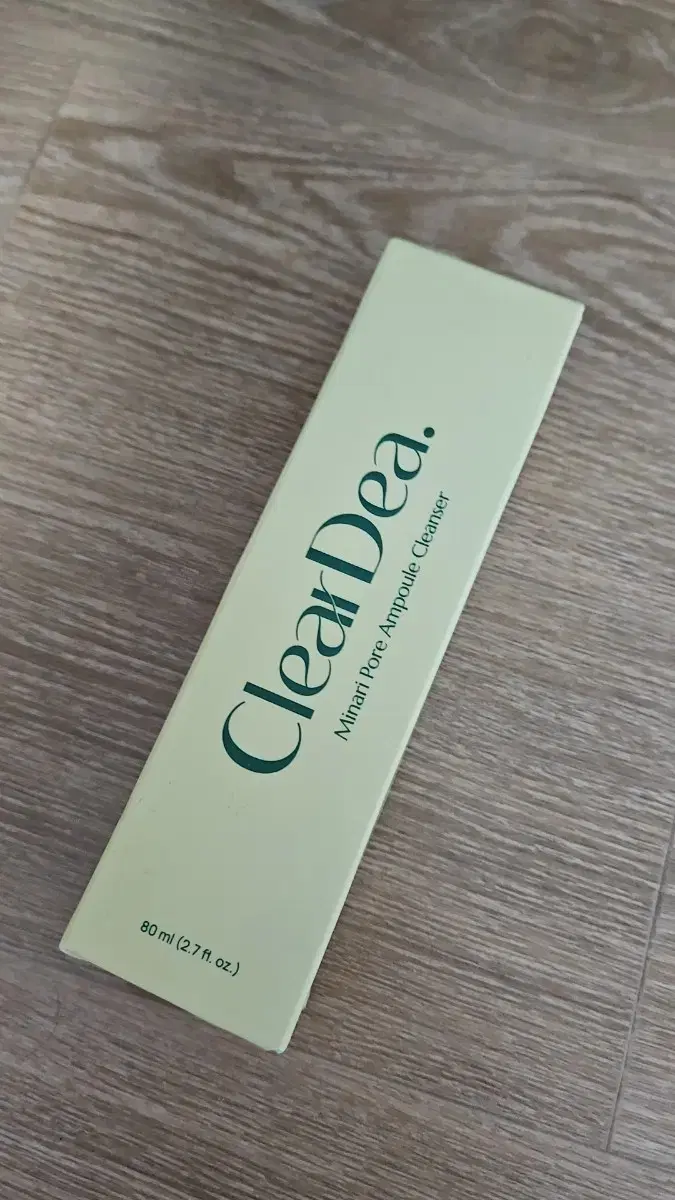 ClearDea.
Minari Pore Ampoule Cleanser
80 ml (2.7 fl. oz.)